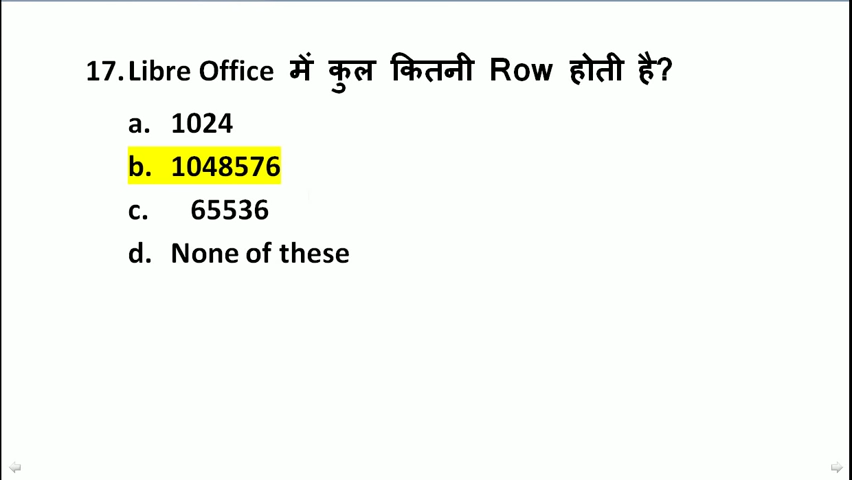 17. Libre Office में कुल कितनी Row होती है?
a. 1024
b. 1048576
c. 65536
d. None of these